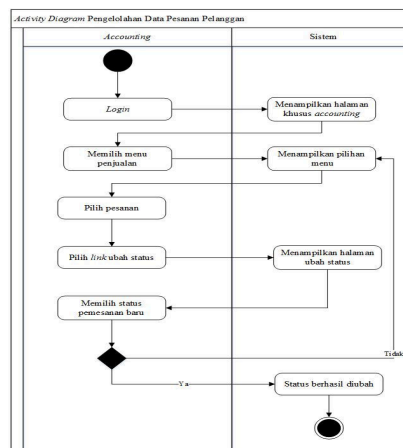 Activity Diagram Pengelolahan Data Pesanan Pelanggan
Accounting
Sistem
Login
Menampilkan halaman
khusus accounting
Memilih menu
penjualan
Menampilkan pilihan
menu
Pilih pesanan
Pilih link ubah status
Menampilkan halaman
ubah status
Memilih status
pemesanan baru
Tidak
Ya
Status berhasil diubah